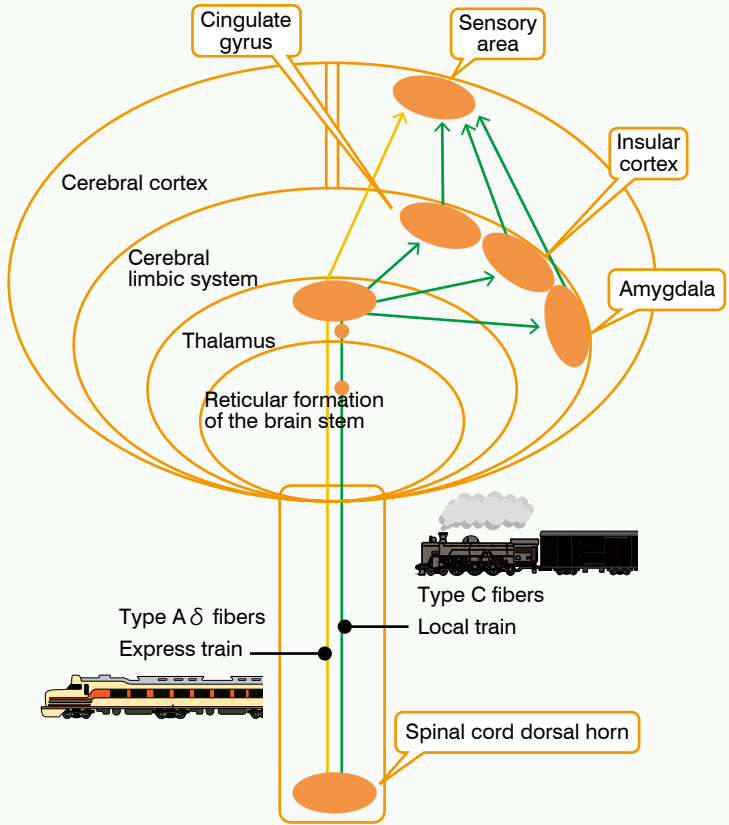 Cingulate
gyrus
Sensory
area
Cerebral cortex
Insular
cortex
Cerebral
limbic system
Amygdala
Thalamus
Reticular formation
of the brain stem
Type A δ fibers
Express train
Type C fibers
Local train
Spinal cord dorsal horn